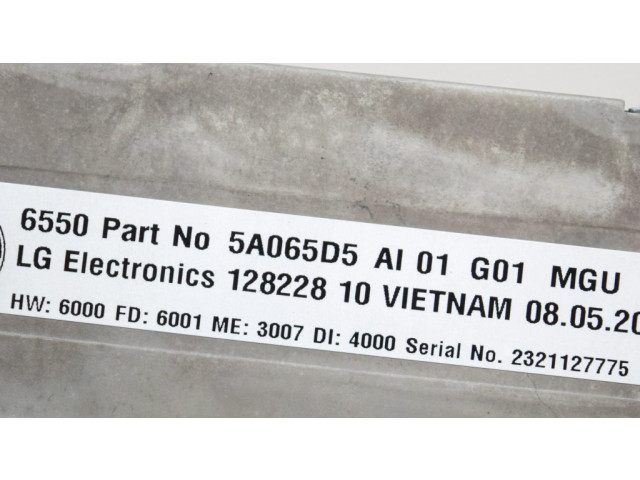 6550 Part No 5A065D5 AI 01 G01 MGU
LG Electronics 128228 10 VIETNAM 08.05.20
HW: 6000 FD: 6001 ME: 3007 DI: 4000 Serial No. 2321127775